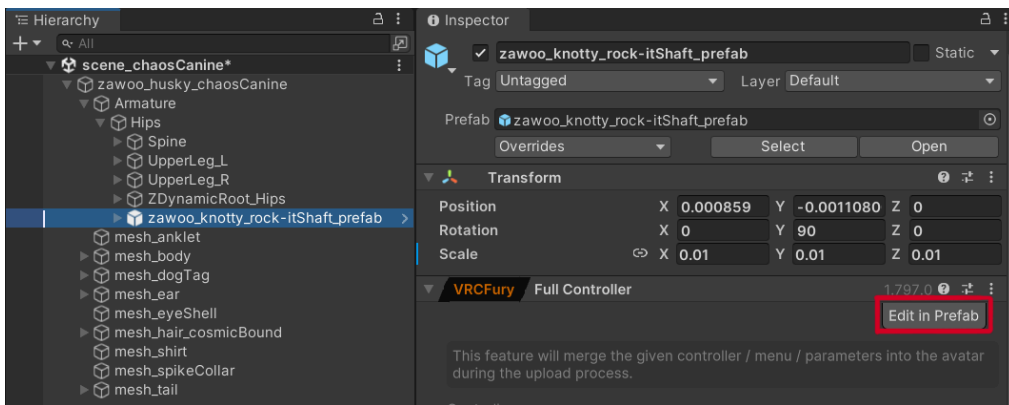 Hierarchy
All
scene_chaosCanine*
zawoo_husky_chaosCanine
Armature
Hips
Spine
UpperLeg_L
UpperLeg_R
ZDynamicRoot_Hips
zawoo_knotty_rock-itShaft_prefab
mesh_anklet
mesh_body
mesh_dogTag
mesh_ear
mesh_eyeShell
mesh_hair_cosmicBound
mesh_shirt
mesh_spikeCollar
mesh_tail
Inspector
zawoo_knotty_rock-itShaft_prefab Static
Tag Untagged Layer Default
Prefab zawoo_knotty_rock-itShaft_prefab
Overrides Select Open
Transform
Position X 0.000859 Y -0.0011080 Z 0
Rotation X 0 Y 90 Z 0
Scale X 0.01 Y 0.01 Z 0.01
VRCFury Full Controller 1.797.0
Edit in Prefab
This feature will merge the given controller / menu / parameters into the avatar
during the upload process.